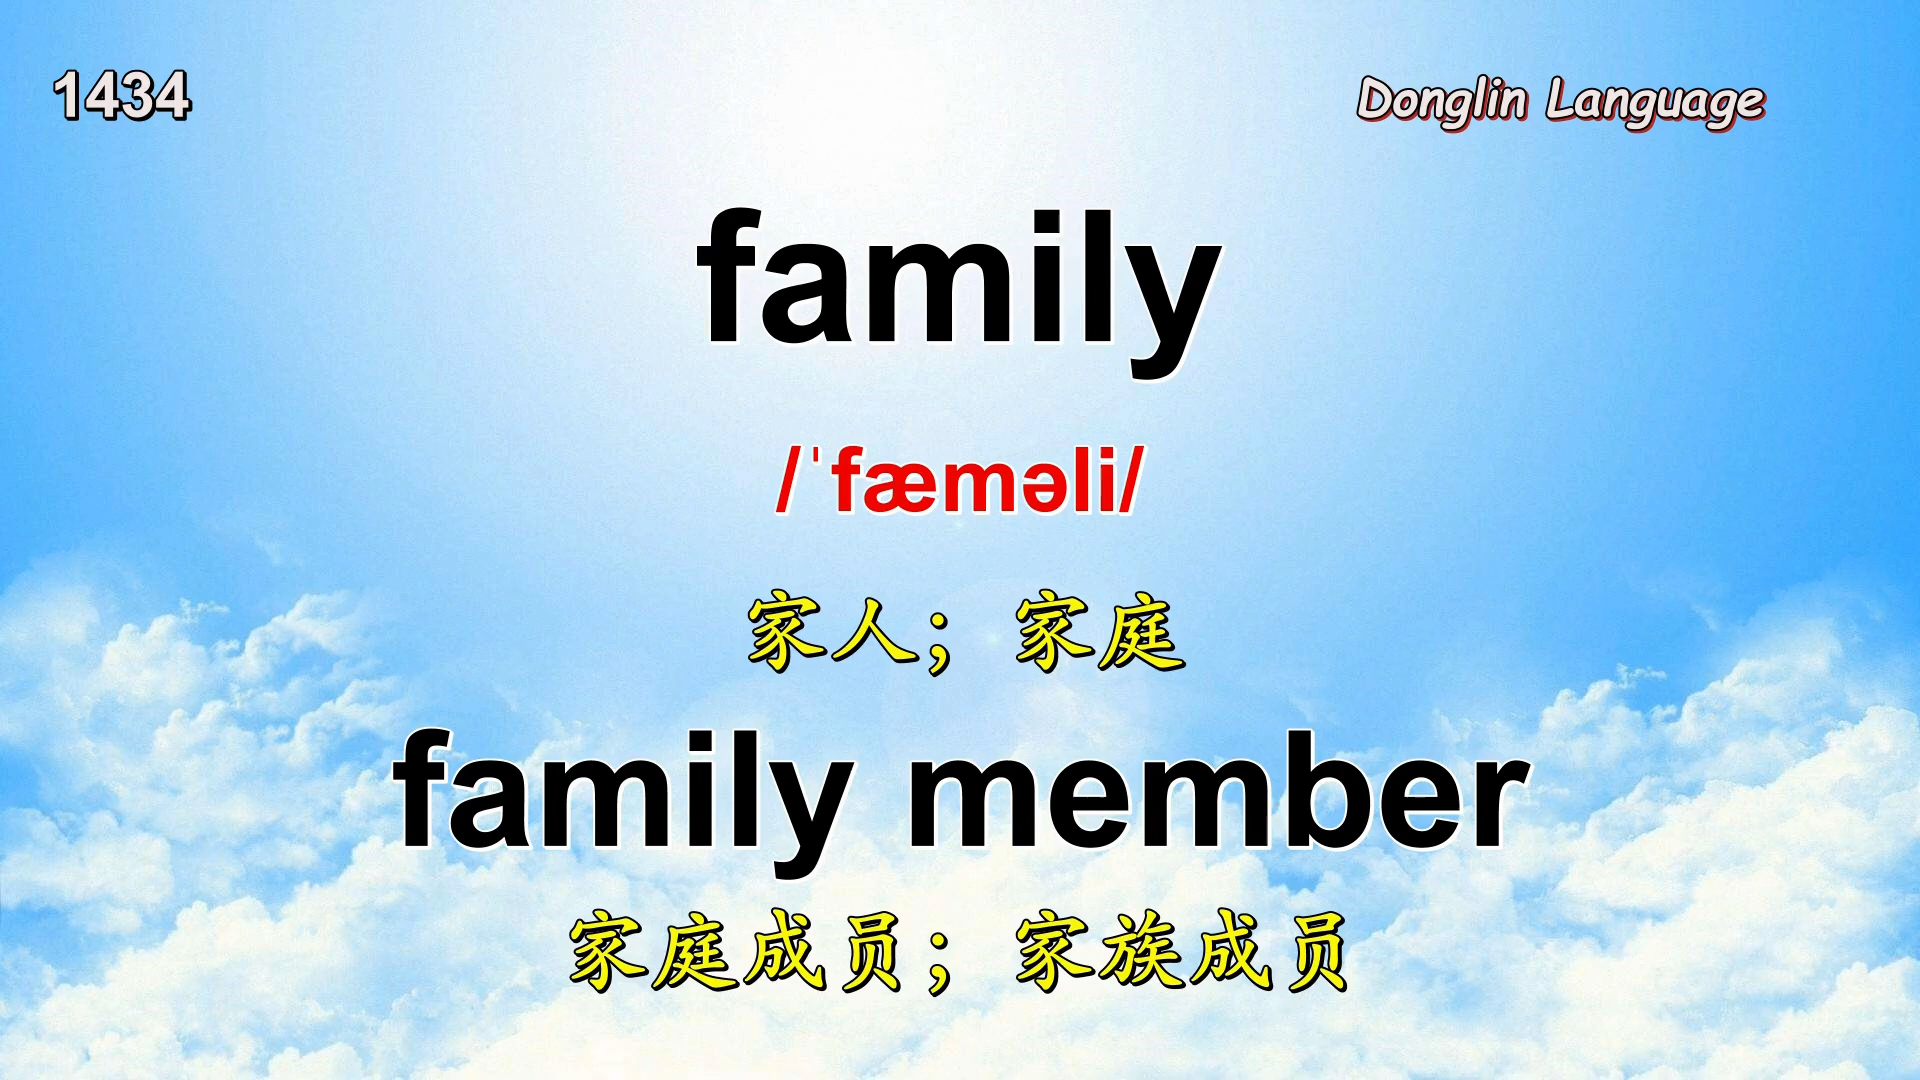 1434
Donglin Language
family
/ˈfæməli/
家人；家庭
family member
家庭成员；家族成员